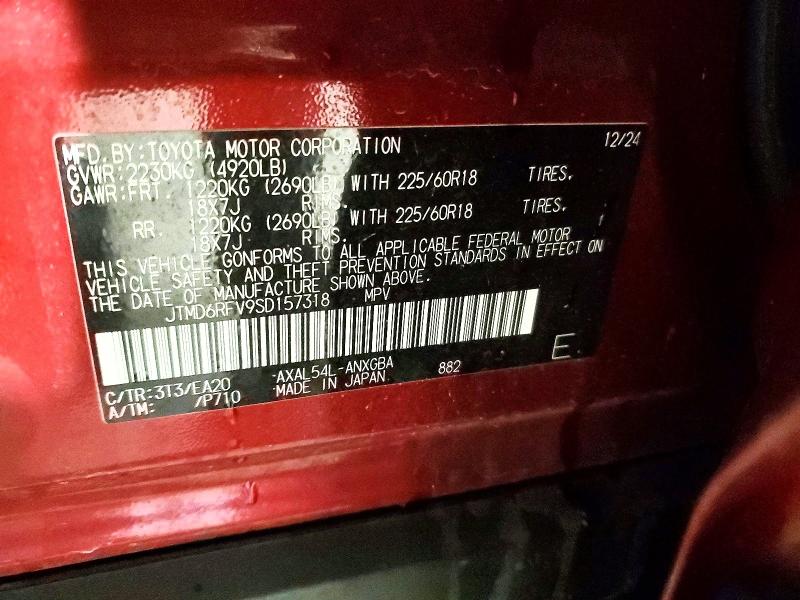 MFD. BY: TOYOTA MOTOR CORPORATION 12/24
GVWR: 2230KG (4920LB)
GAWR: FRT 1220KG (2690LB) WITH 225/60R18 TIRES,
18X7J RIMS.
RR. 1220KG (2690LB) WITH 225/60R18 TIRES,
18X7J RIMS.
THIS VEHICLE CONFORMS TO ALL APPLICABLE FEDERAL MOTOR
VEHICLE SAFETY AND THEFT PREVENTION STANDARDS IN EFFECT ON
THE DATE OF MANUFACTURE SHOWN ABOVE.
JTMD6RFV9SD157318 MPV
E
C/TR: 3T3/EA20 -AXAL54L-ANXGBA 882
A/TM: /P710 MADE IN JAPAN